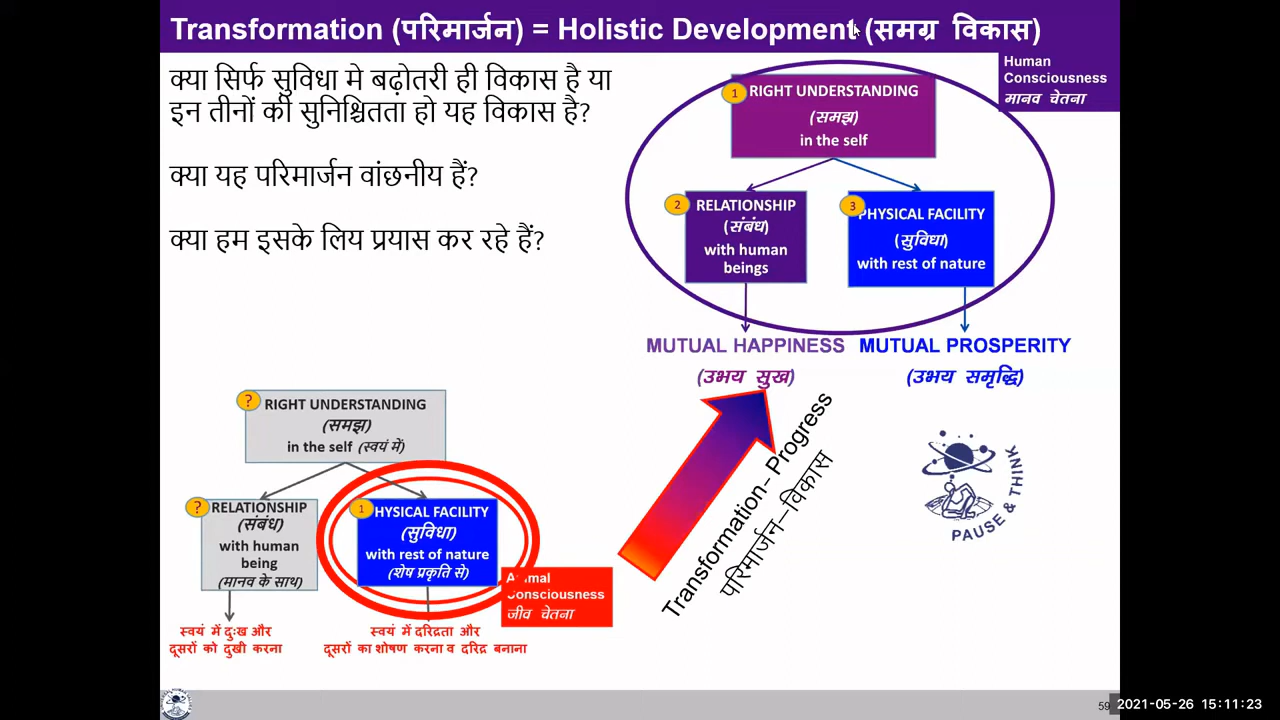 Transformation (परिमार्जन) = Holistic Development (समग्र विकास)
क्या सिर्फ सुविधा मे बढ़ोतरी ही विकास है या
इन तीनों की सुनिश्चितता हो यह विकास है?
क्या यह परिमार्जन वांछनीय हैं?
क्या हम इसके लिय प्रयास कर रहे हैं?
Human
Consciousness
मानव चेतना
1
RIGHT UNDERSTANDING
(समझ)
in the self
2
RELATIONSHIP
(संबंध)
with human
beings
3
PHYSICAL FACILITY
(सुविधा)
with rest of nature
MUTUAL HAPPINESS
(उभय सुख)
MUTUAL PROSPERITY
(उभय समृद्धि)
?
RIGHT UNDERSTANDING
(समझ)
in the self (स्वयं में)
?
RELATIONSHIP
(संबंध)
with human
being
(मानव के साथ)
1
PHYSICAL FACILITY
(सुविधा)
with rest of nature
(शेष प्रकृति से)
Animal
Consciousness
जीव चेतना
स्वयं में दुःख और
दूसरों को दुखी करना
स्वयं में दरिद्रता और
दूसरों का शोषण करना व दरिद्र बनाना
Transformation– Progress
परिमार्जन–विकास
PAUSE & THINK
59
2021-05-26 15:11:23